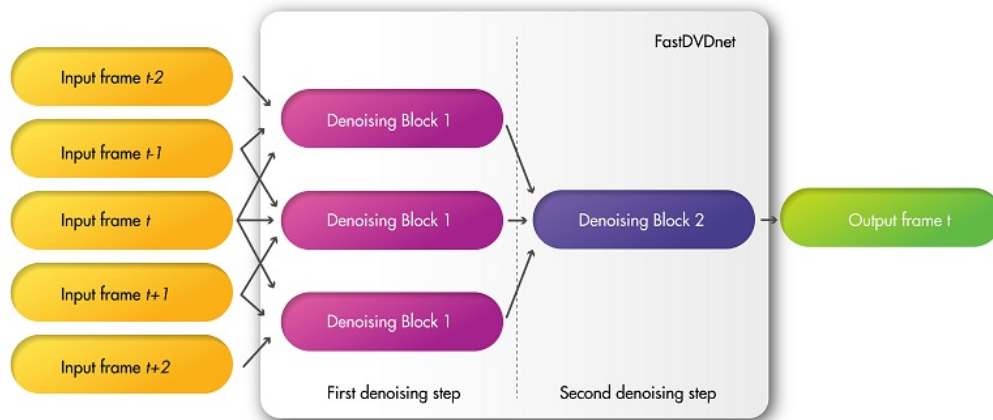 FastDVDnet
Input frame t-2
Input frame t-1
Input frame t
Input frame t+1
Input frame t+2
Denoising Block 1
Denoising Block 1
Denoising Block 1
Denoising Block 2
Output frame t
First denoising step
Second denoising step